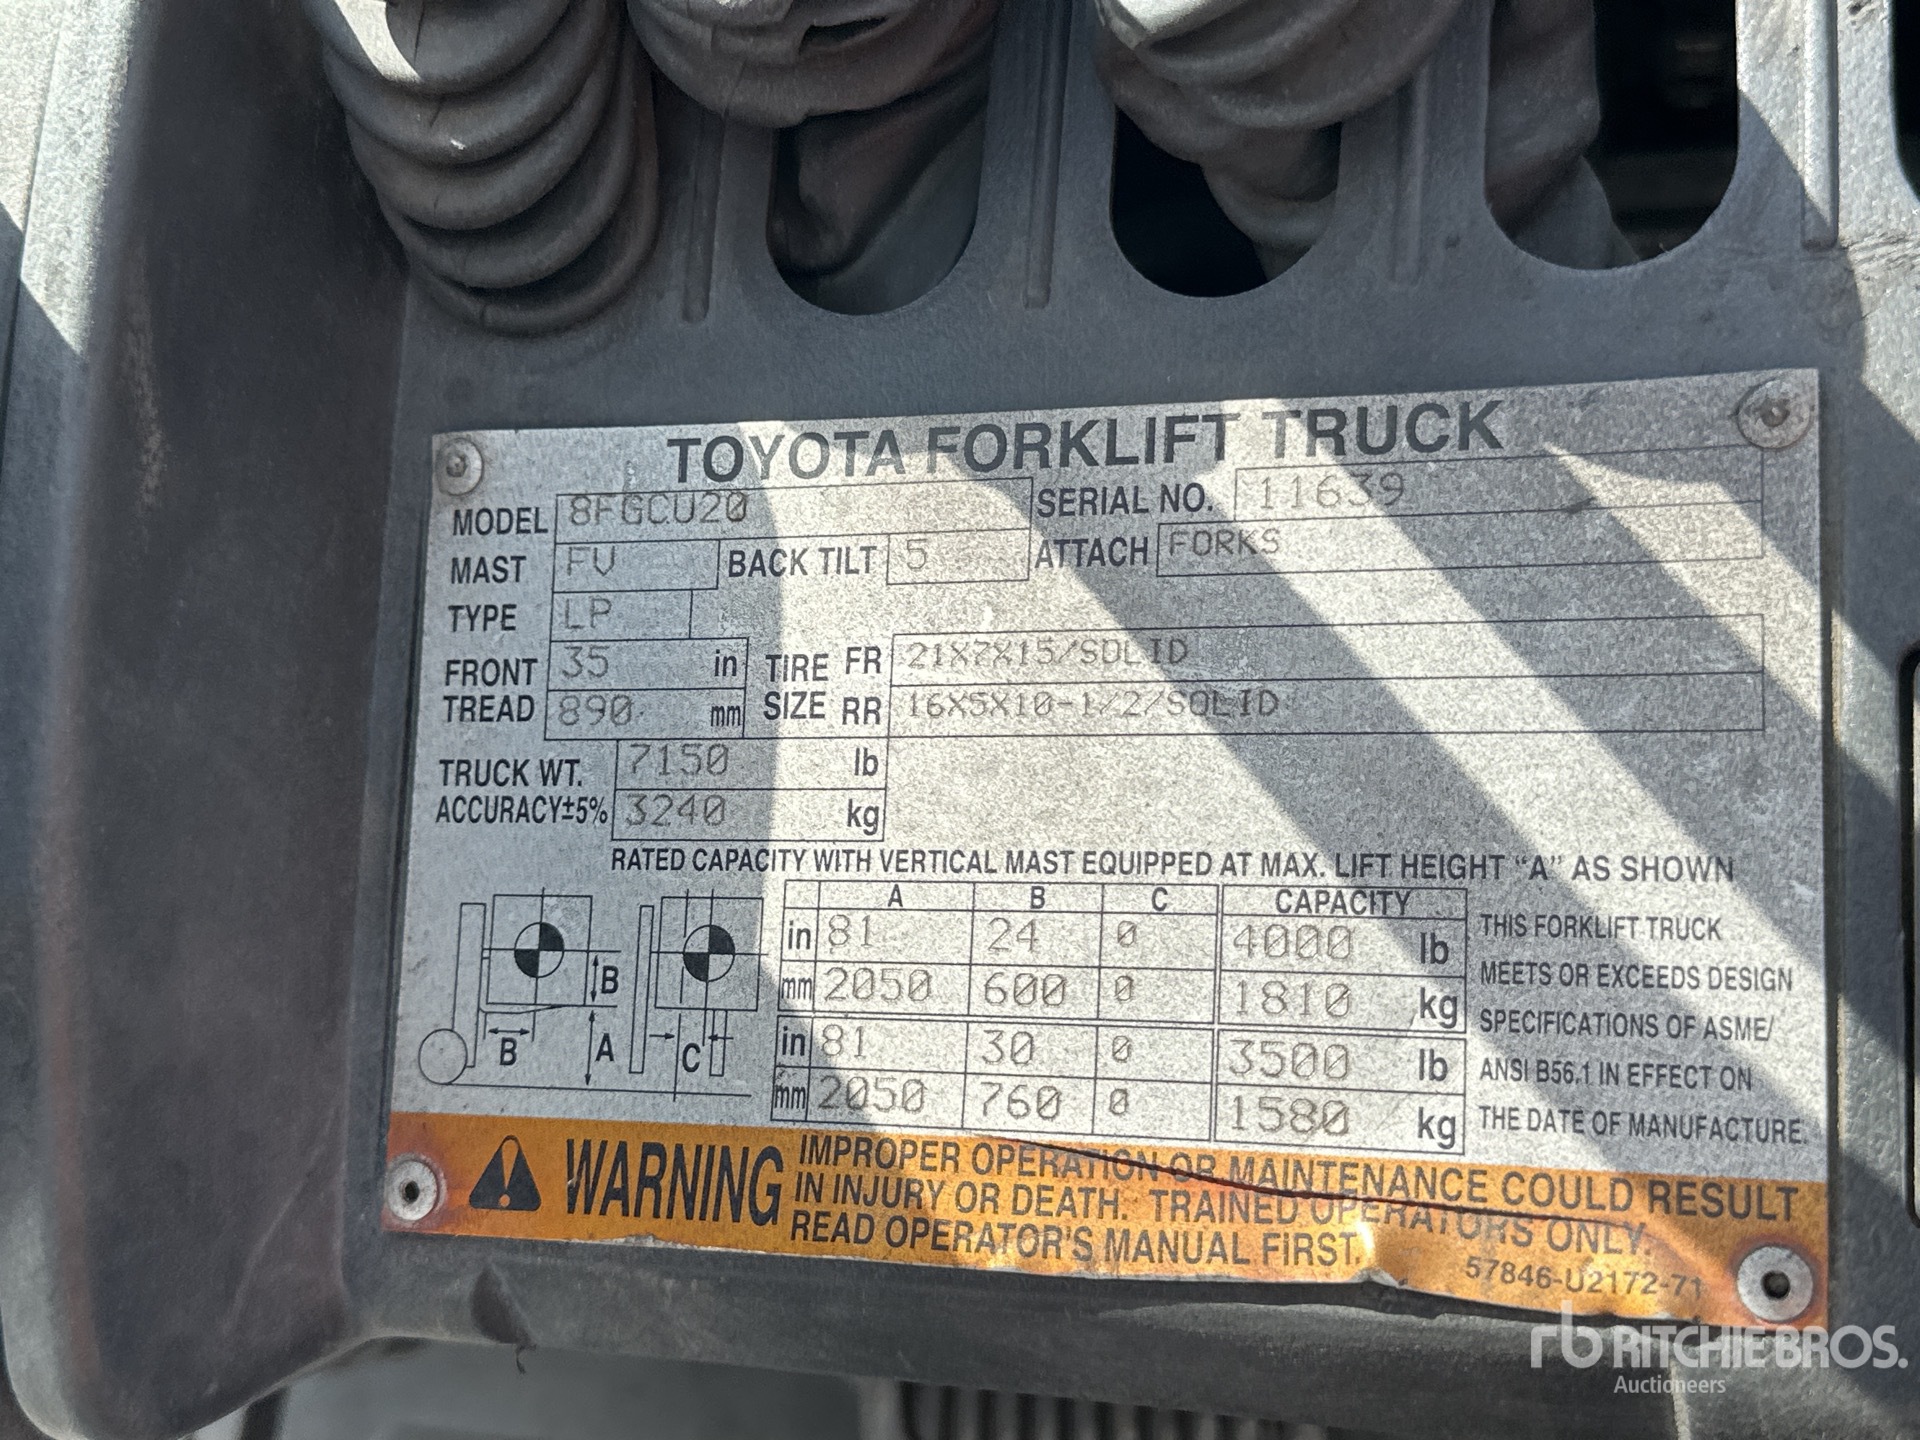 TOYOTA FORKLIFT TRUCK
MODEL 8FGCU20 SERIAL NO. 11639
MAST FV BACK TILT 5 ATTACH FORKS
TYPE LP
FRONT TREAD 35 in TIRE SIZE FR 21X7X15/SOLID
890 mm RR 16X5X10-1/2/SOLID
TRUCK WT. 7150 lb
ACCURACY±5% 3240 kg
RATED CAPACITY WITH VERTICAL MAST EQUIPPED AT MAX. LIFT HEIGHT "A" AS SHOWN
A B C CAPACITY
in 81 24 0 4000 lb
mm 2050 600 0 1810 kg
in 81 30 0 3500 lb
mm 2050 760 0 1580 kg
B
B A C
THIS FORKLIFT TRUCK
MEETS OR EXCEEDS DESIGN
SPECIFICATIONS OF ASME/
ANSI B56.1 IN EFFECT ON
THE DATE OF MANUFACTURE.
WARNING
IMPROPER OPERATION OR MAINTENANCE COULD RESULT
IN INJURY OR DEATH. TRAINED OPERATORS ONLY.
READ OPERATOR'S MANUAL FIRST.
57846-U2172-71
rb RITCHIE BROS.
Auctioneers